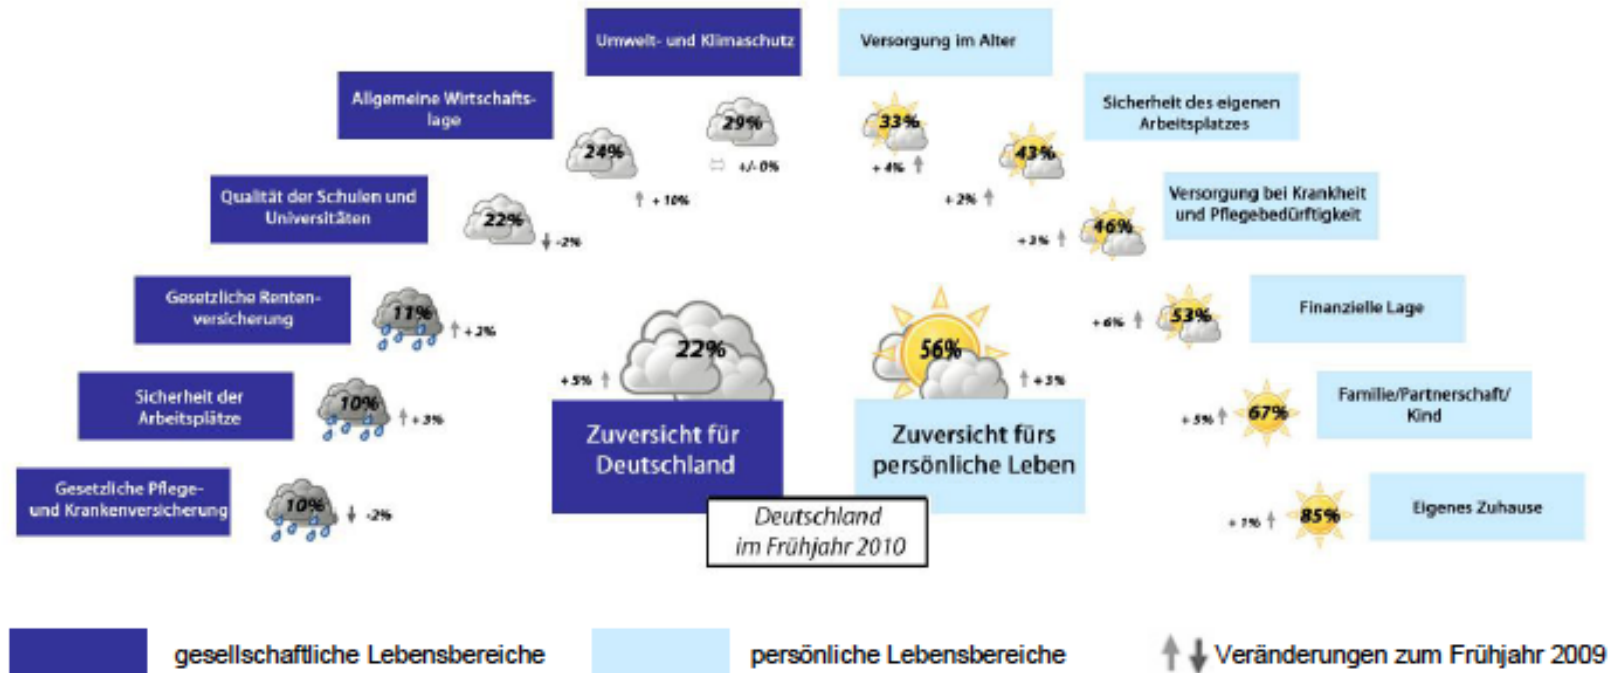 Umwelt- und Klimaschutz
29%
+/- 0%
Allgemeine Wirtschafts-
lage
24%
+ 10%
Qualität der Schulen und
Universitäten
22%
-2%
Gesetzliche Renten-
versicherung
11%
Sicherheit der
Arbeitsplätze
10%
+ 3%
Gesetzliche Pflege-
und Krankenversicherung
10%
-2%
Versorgung im Alter
33%
+ 4%
Sicherheit des eigenen
Arbeitsplatzes
43%
+ 2%
Versorgung bei Krankheit
und Pflegebedürftigkeit
46%
+ 3%
Finanzielle Lage
53%
+ 6%
Familie/Partnerschaft/
Kind
67%
+ 5%
Eigenes Zuhause
85%
+ 1%
22%
+ 5%
Zuversicht für
Deutschland
56%
+ 3%
Zuversicht fürs
persönliche Leben
Deutschland
im Frühjahr 2010
gesellschaftliche Lebensbereiche
persönliche Lebensbereiche
Veränderungen zum Frühjahr 2009